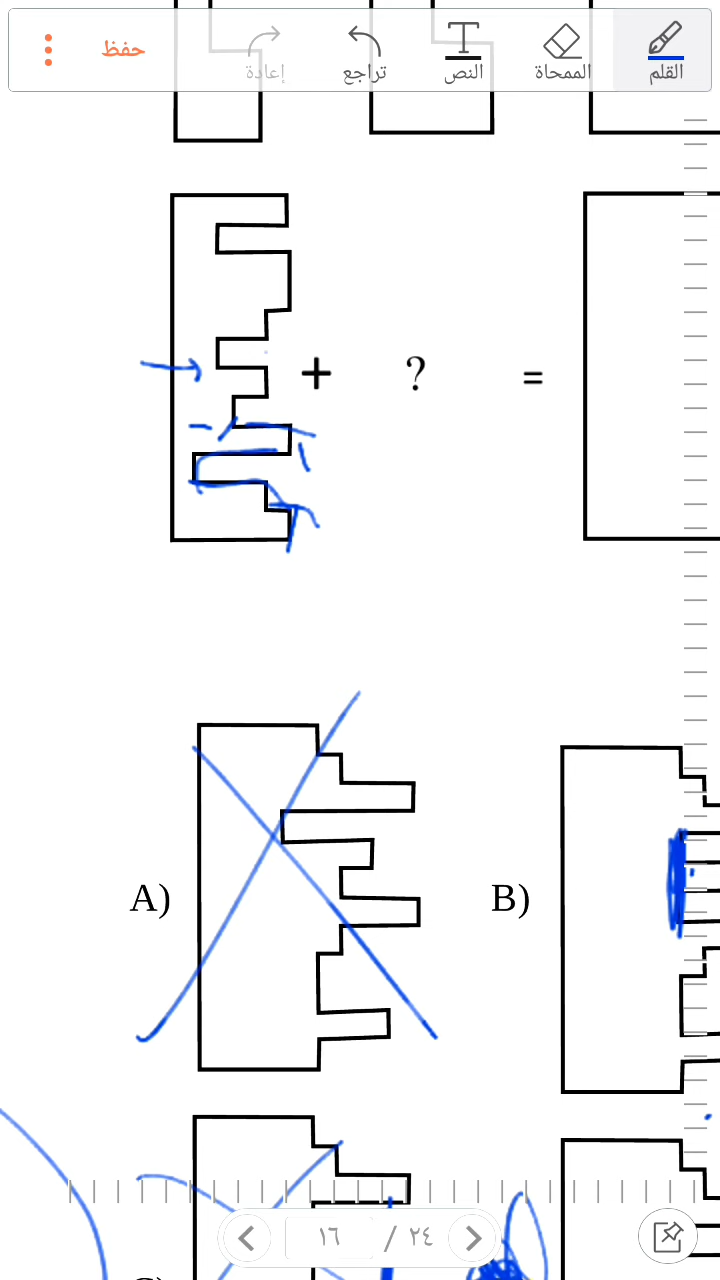 حفظ
إعادة
تراجع
النص
الممحاة
القلم
+ ? =
A)
B)
١٦ / ٢٤